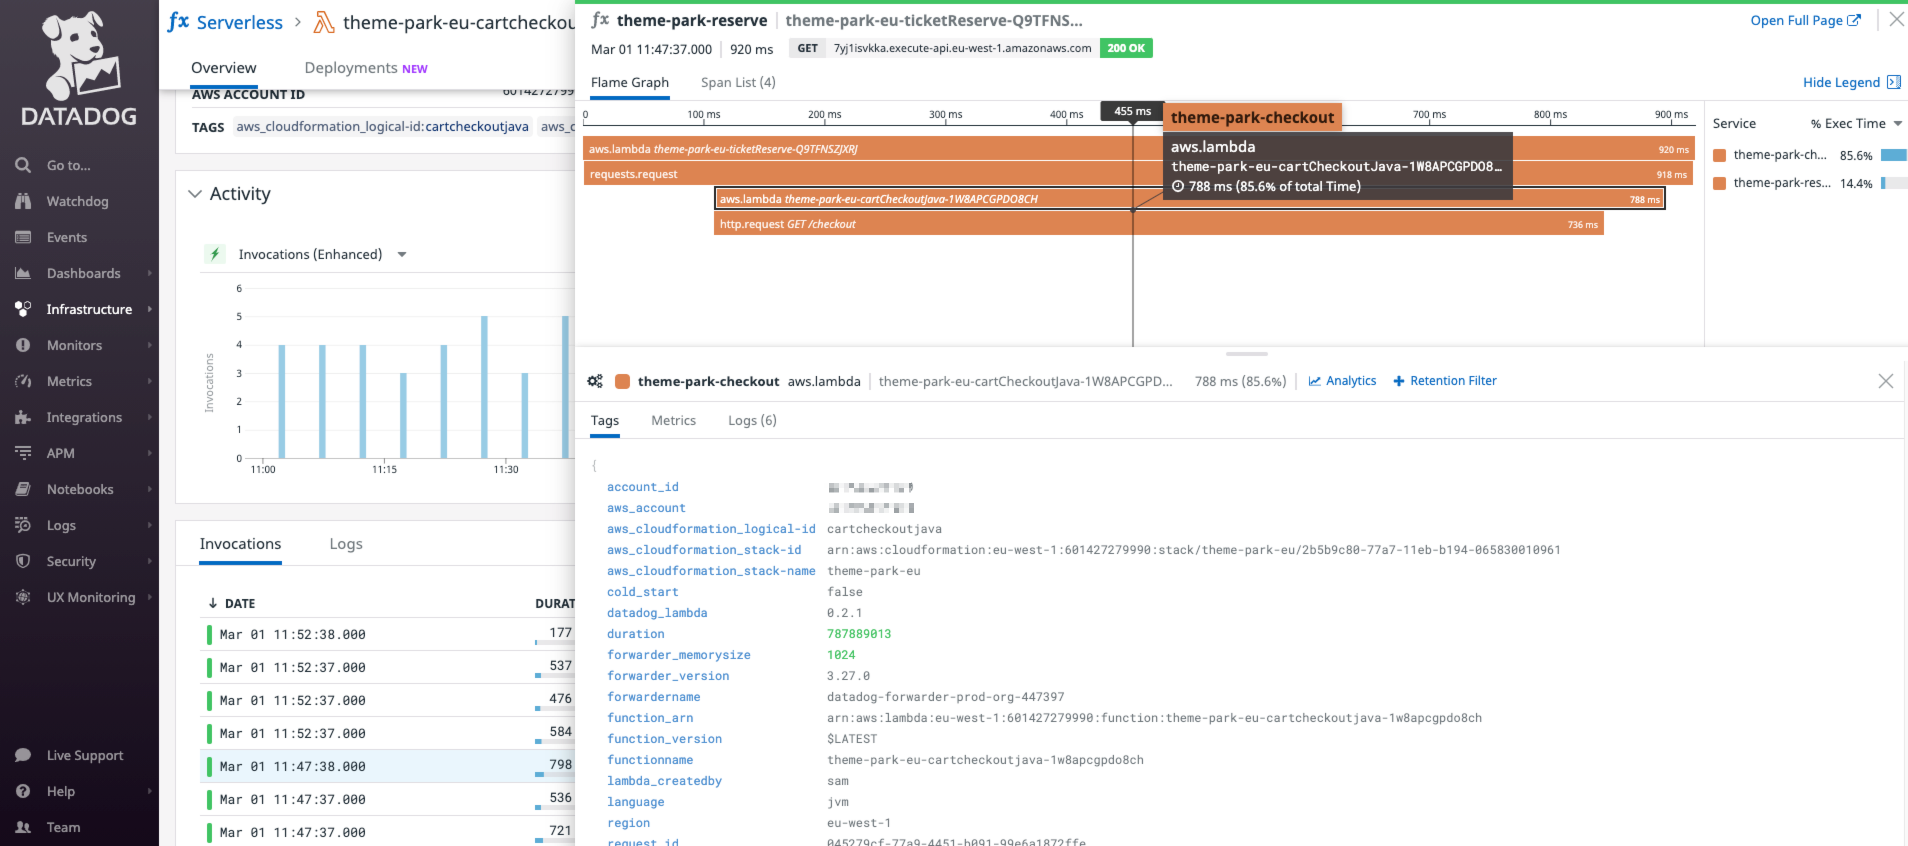 DATADOG
Go to...
Watchdog
Events
Dashboards
Infrastructure
Monitors
Metrics
Integrations
APM
Notebooks
Logs
Security
UX Monitoring
Live Support
Help
Team
Serverless > theme-park-eu-cartcheckou
Overview Deployments NEW
AWS ACCOUNT ID
TAGS aws_cloudformation_logical-id:cartcheckoutjava aws_c
Activity
Invocations (Enhanced)
Invocations
6
5
4
3
2
1
0
11:00 11:15 11:30
Invocations Logs
↓ DATE DURAT
Mar 01 11:52:38.000 177
Mar 01 11:52:37.000 537
Mar 01 11:52:37.000 476
Mar 01 11:52:37.000 584
Mar 01 11:47:38.000 798
Mar 01 11:47:37.000 536
Mar 01 11:47:37.000 721
fx theme-park-reserve theme-park-eu-ticketReserve-Q9TFNS...
Open Full Page
Mar 01 11:47:37.000 920 ms GET 7yj1isvkka.execute-api.eu-west-1.amazonaws.com 200 OK
Flame Graph Span List (4)
Hide Legend
0 100 ms 200 ms 300 ms 400 ms 455 ms 700 ms 800 ms 900 ms
theme-park-checkout
aws.lambda
theme-park-eu-cartCheckoutJava-1W8APCGPDO8...
788 ms (85.6% of total Time)
aws.lambda theme-park-eu-ticketReserve-Q9TFNSZJXRJ 920 ms
requests.request 918 ms
aws.lambda theme-park-eu-cartCheckoutJava-1W8APCGPDO8CH 788 ms
http.request GET /checkout 736 ms
Service % Exec Time
theme-park-ch... 85.6%
theme-park-res... 14.4%
theme-park-checkout aws.lambda theme-park-eu-cartCheckoutJava-1W8APCGPD... 788 ms (85.6%) Analytics + Retention Filter
Tags Metrics Logs (6)
{
account_id
aws_account
aws_cloudformation_logical-id cartcheckoutjava
aws_cloudformation_stack-id arn:aws:cloudformation:eu-west-1:601427279990:stack/theme-park-eu/2b5b9c80-77a7-11eb-b194-065830010961
aws_cloudformation_stack-name theme-park-eu
cold_start false
datadog_lambda 0.2.1
duration 787889013
forwarder_memorysize 1024
forwarder_version 3.27.0
forwardername datadog-forwarder-prod-org-447397
function_arn arn:aws:lambda:eu-west-1:601427279990:function:theme-park-eu-cartcheckoutjava-1w8apcgpdo8ch
function_version $LATEST
functionname theme-park-eu-cartcheckoutjava-1w8apcgpdo8ch
lambda_createdby sam
language jvm
region eu-west-1
request_id 045279cf-77a9-4451-b091-99e6a1872ffe